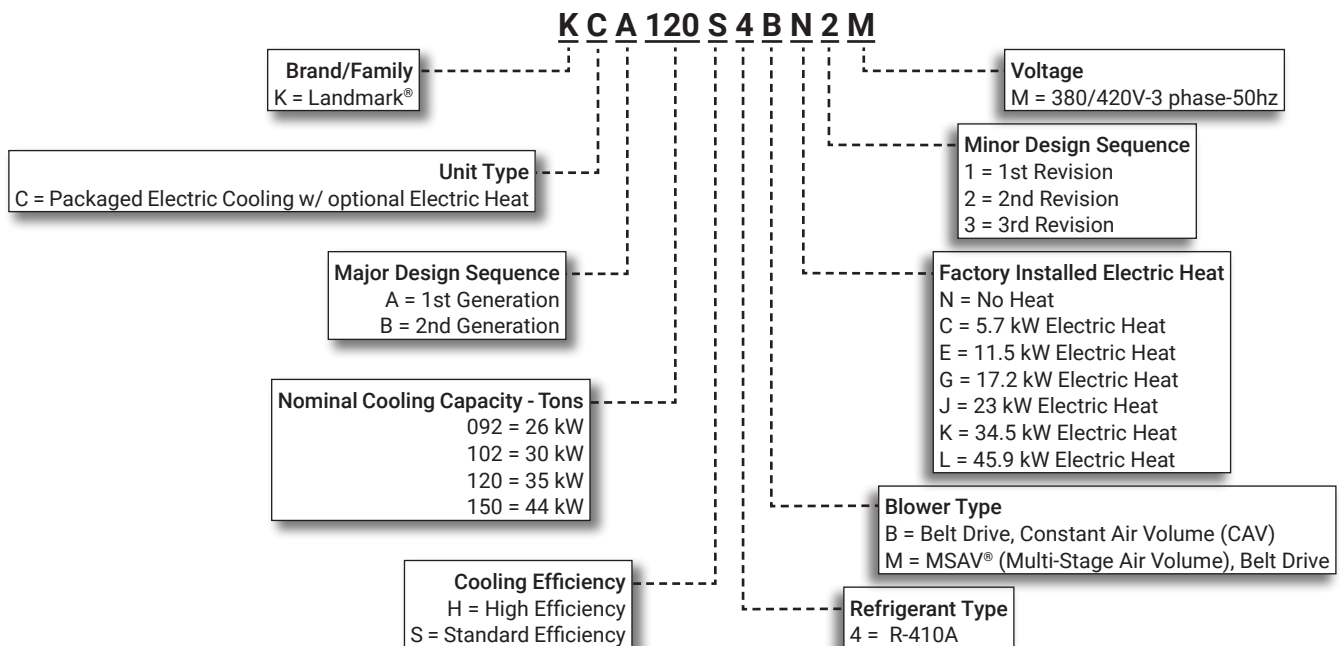 K C A 120 S 4 B N 2 M
Brand/Family
K = Landmark®
Voltage
M = 380/420V-3 phase-50hz
Unit Type
C = Packaged Electric Cooling w/ optional Electric Heat
Minor Design Sequence
1 = 1st Revision
2 = 2nd Revision
3 = 3rd Revision
Major Design Sequence
A = 1st Generation
B = 2nd Generation
Factory Installed Electric Heat
N = No Heat
C = 5.7 kW Electric Heat
E = 11.5 kW Electric Heat
G = 17.2 kW Electric Heat
J = 23 kW Electric Heat
K = 34.5 kW Electric Heat
L = 45.9 kW Electric Heat
Nominal Cooling Capacity - Tons
092 = 26 kW
102 = 30 kW
120 = 35 kW
150 = 44 kW
Blower Type
B = Belt Drive, Constant Air Volume (CAV)
M = MSAV® (Multi-Stage Air Volume), Belt Drive
Cooling Efficiency
H = High Efficiency
S = Standard Efficiency
Refrigerant Type
4 = R-410A